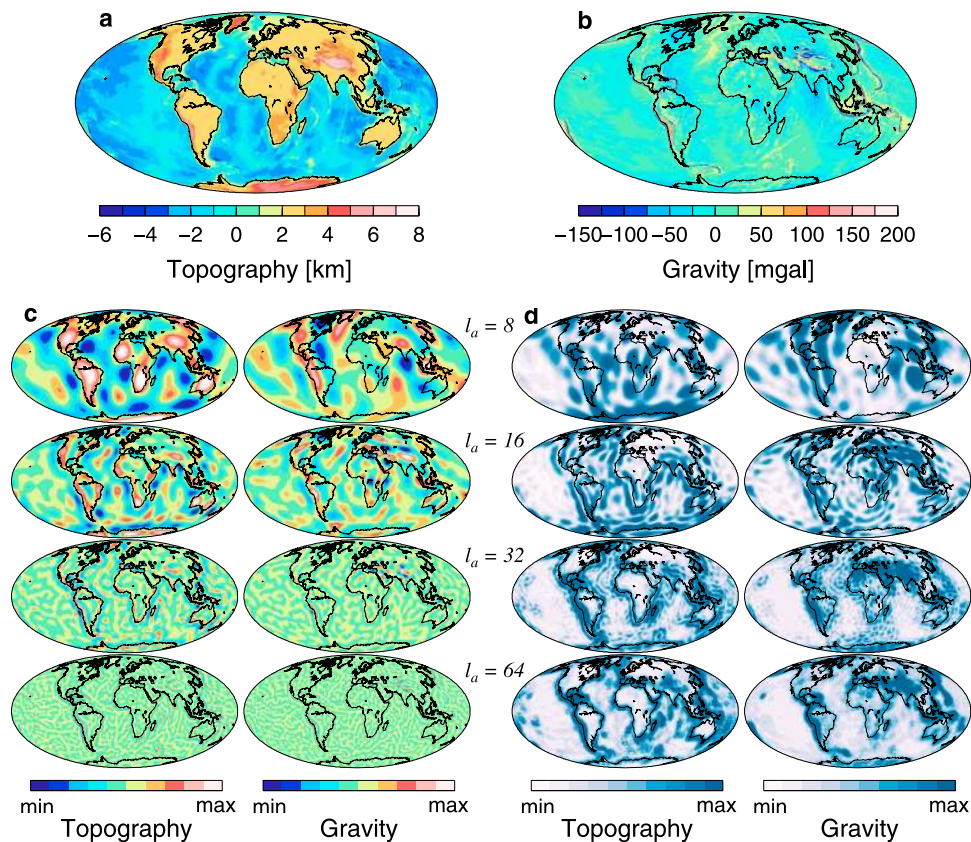 a
−6 −4 −2 0 2 4 6 8
Topography [km]
b
−150 −100 −50 0 50 100 150 200
Gravity [mgal]
c
d
l_a = 8
l_a = 16
l_a = 32
l_a = 64
min max
Topography
min max
Gravity
min max
Topography
min max
Gravity